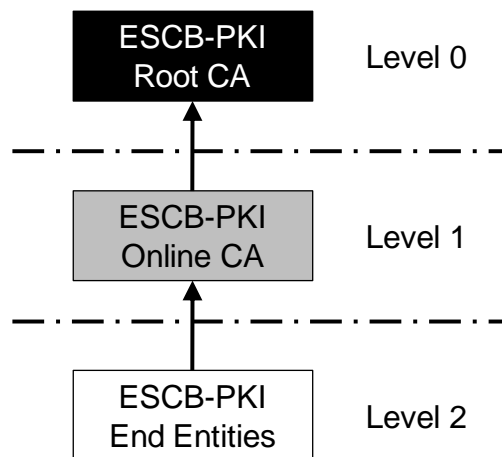 ESCB-PKI
Root CA
Level 0
ESCB-PKI
Online CA
Level 1
ESCB-PKI
End Entities
Level 2